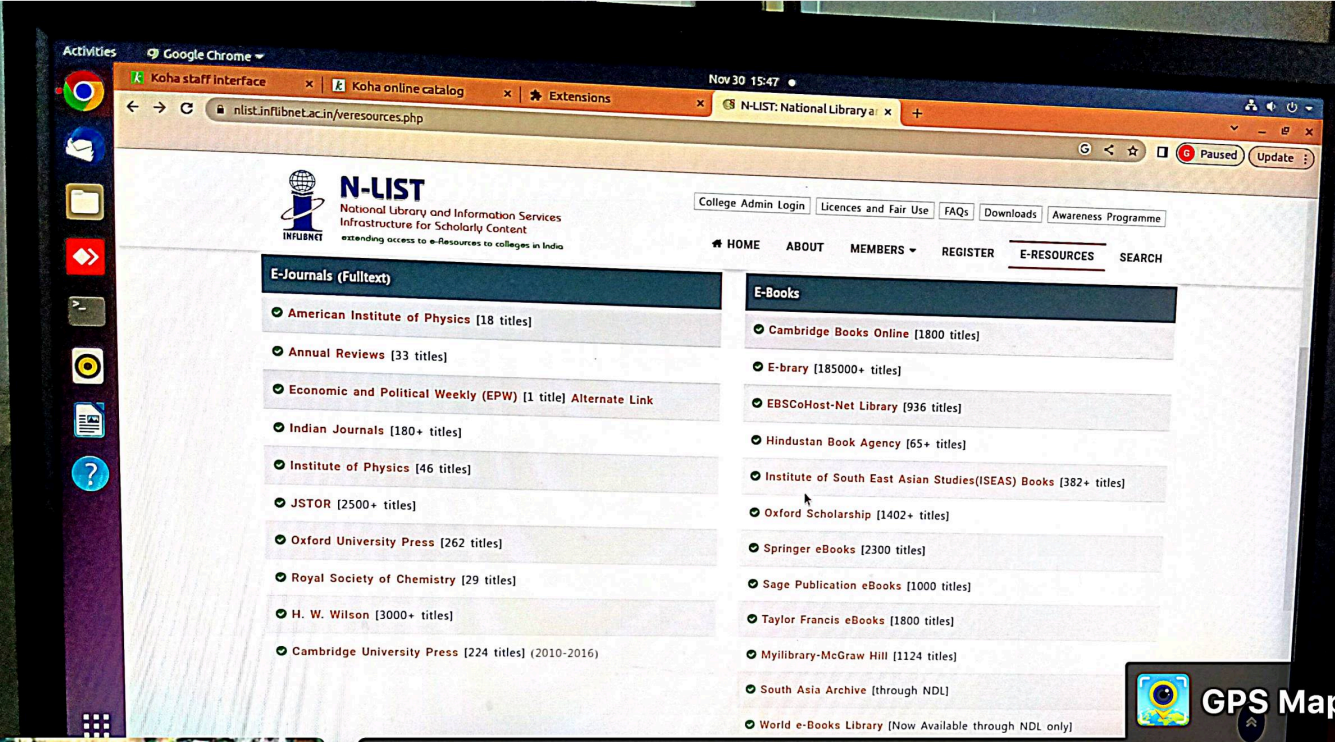 Activities
Google Chrome
Nov 30 15:47
Koha staff interface
Koha online catalog
Extensions
N-LIST: National Library a
nlist.inflibnet.ac.in/veresources.php
G
Paused
Update
INFLIBNET
N-LIST
National Library and Information Services
Infrastructure for Scholarly Content
extending access to e-Resources to colleges in India
College Admin Login
Licences and Fair Use
FAQs
Downloads
Awareness Programme
HOME
ABOUT
MEMBERS
REGISTER
E-RESOURCES
SEARCH
E-Journals (Fulltext)
American Institute of Physics [18 titles]
Annual Reviews [33 titles]
Economic and Political Weekly (EPW) [1 title] Alternate Link
Indian Journals [180+ titles]
Institute of Physics [46 titles]
JSTOR [2500+ titles]
Oxford University Press [262 titles]
Royal Society of Chemistry [29 titles]
H. W. Wilson [3000+ titles]
Cambridge University Press [224 titles] (2010-2016)
E-Books
Cambridge Books Online [1800 titles]
E-brary [185000+ titles]
EBSCoHost-Net Library [936 titles]
Hindustan Book Agency [65+ titles]
Institute of South East Asian Studies(ISEAS) Books [382+ titles]
Oxford Scholarship [1402+ titles]
Springer eBooks [2300 titles]
Sage Publication eBooks [1000 titles]
Taylor Francis eBooks [1800 titles]
Myilibrary-McGraw Hill [1124 titles]
South Asia Archive [through NDL]
World e-Books Library [Now Available through NDL only]
GPS Map